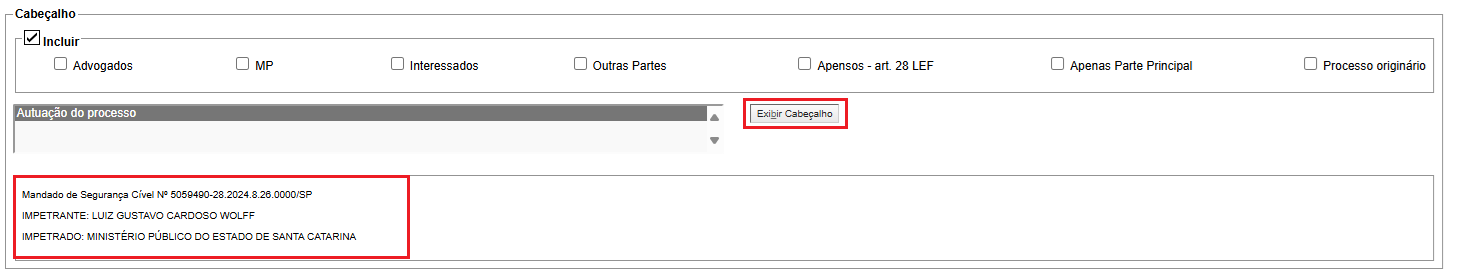 Cabeçalho
Incluir
Advogados MP Interessados Outras Partes Apensos - art. 28 LEF Apenas Parte Principal Processo originário
Autuação do processo
Exibir Cabeçalho
Mandado de Segurança Cível Nº 5059490-28.2024.8.26.0000/SP
IMPETRANTE: LUIZ GUSTAVO CARDOSO WOLFF
IMPETRADO: MINISTÉRIO PÚBLICO DO ESTADO DE SANTA CATARINA